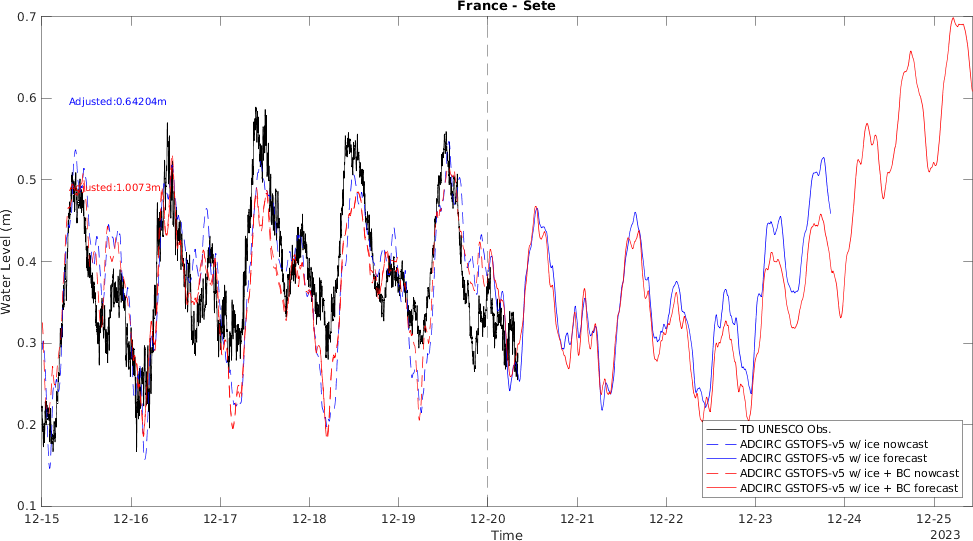 France - Sete
0.7
0.6
0.5
0.4
0.3
0.2
0.1
Water Level (m)
Adjusted:0.64204m
Adjusted:1.0073m
TD UNESCO Obs.
ADCIRC GSTOFS-v5 w/ ice nowcast
ADCIRC GSTOFS-v5 w/ ice forecast
ADCIRC GSTOFS-v5 w/ ice + BC nowcast
ADCIRC GSTOFS-v5 w/ ice + BC forecast
12-15 12-16 12-17 12-18 12-19 12-20 12-21 12-22 12-23 12-24 12-25
Time
2023